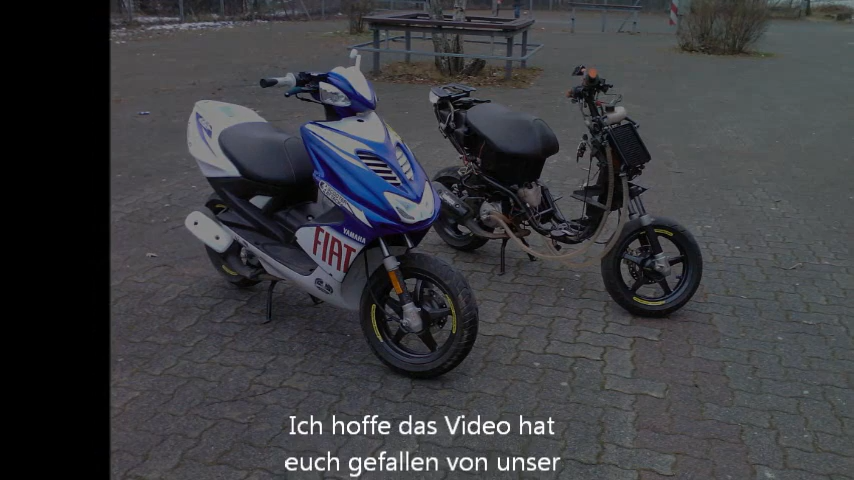 YAMAHA
FIAT
Ich hoffe das Video hat
euch gefallen von unser